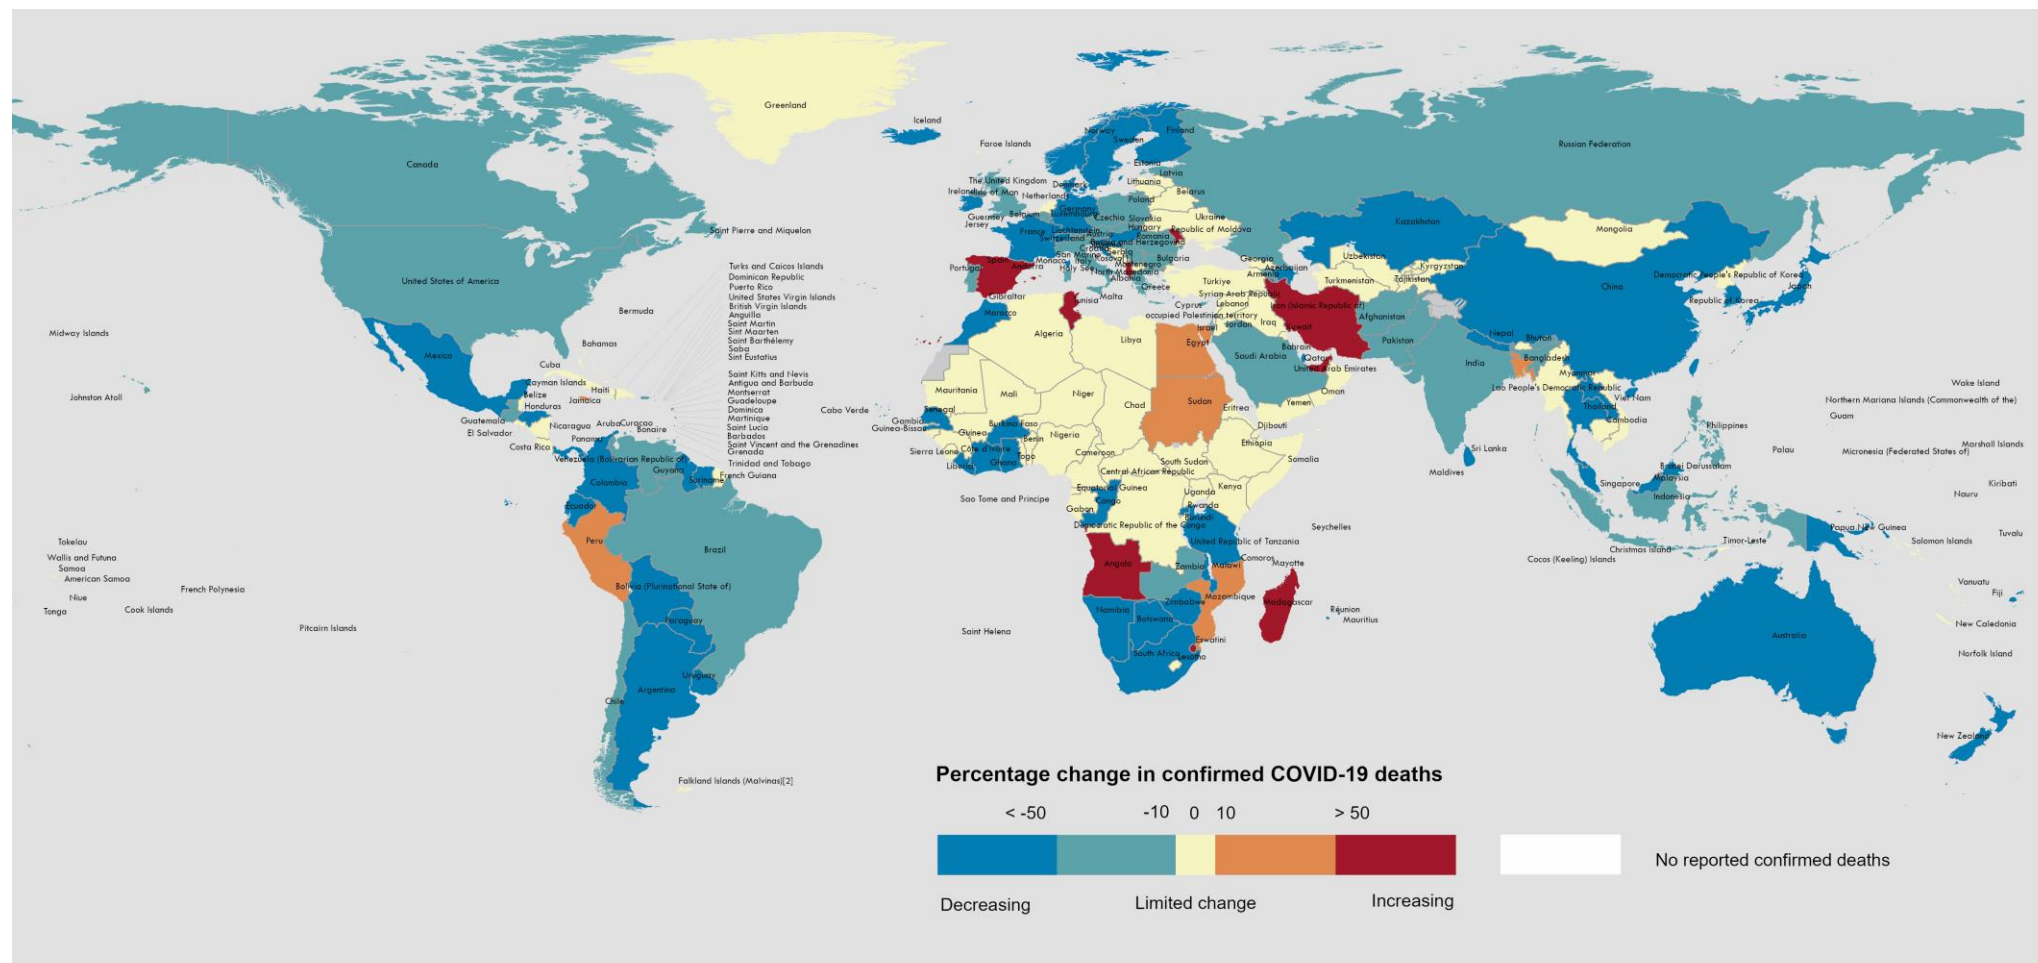 Greenland
Iceland
Faroe Islands
Norway
Sweden
Finland
Russian Federation
Canada
Estonia
Latvia
The United Kingdom
Denmark
Lithuania
Ireland
Isle of Man
Netherlands
Belarus
Poland
Germany
Guernsey
Belgium
Luxembourg
Czechia
Slovakia
Ukraine
Jersey
Hungary
Republic of Moldova
Kazakhstan
Mongolia
Saint Pierre and Miquelon
France
Liechtenstein
Austria
Switzerland
Romania
Bosnia and Herzegovina
Croatia
Serbia
San Marino
Monaco
Italy
Kosovo
Bulgaria
Georgia
Uzbekistan
Kyrgyzstan
Portugal
Spain
Andorra
Holy See
Montenegro
North Macedonia
Albania
Armenia
Azerbaijan
Turkmenistan
Tajikistan
Democratic People's Republic of Korea
United States of America
Türkiye
Greece
China
Japan
Turks and Caicos Islands
Dominican Republic
Puerto Rico
United States Virgin Islands
British Virgin Islands
Anguilla
Saint Martin
Sint Maarten
Saint Barthélemy
Saba
Sint Eustatius
Gibraltar
Tunisia
Malta
Cyprus
Syrian Arab Republic
Lebanon
Iran (Islamic Republic of)
Republic of Korea
Bermuda
Morocco
occupied Palestinian territory
Israel
Jordan
Iraq
Kuwait
Afghanistan
Midway Islands
Algeria
Libya
Egypt
Nepal
Bhutan
Bahamas
Mexico
Bahrain
Qatar
Saudi Arabia
Pakistan
India
Bangladesh
Cuba
United Arab Emirates
Myanmar
Saint Kitts and Nevis
Antigua and Barbuda
Montserrat
Guadeloupe
Dominica
Martinique
Saint Lucia
Barbados
Saint Vincent and the Grenadines
Grenada
Trinidad and Tobago
Cayman Islands
Haiti
Johnston Atoll
Belize
Jamaica
Honduras
Mauritania
Mali
Niger
Chad
Sudan
Eritrea
Oman
Yemen
Lao People's Democratic Republic
Viet Nam
Wake Island
Northern Mariana Islands (Commonwealth of the)
Guam
Cabo Verde
Senegal
Gambia
Guinea-Bissau
Burkina Faso
Thailand
Cambodia
Philippines
Guatemala
El Salvador
Nicaragua
Aruba
Curacao
Bonaire
Panama
Costa Rica
Guinea
Benin
Nigeria
Djibouti
Ethiopia
Sierra Leone
Côte d'Ivoire
Togo
Liberia
Ghana
Cameroon
South Sudan
Central African Republic
Somalia
Sri Lanka
Maldives
Palau
Marshall Islands
Micronesia (Federated States of)
Venezuela (Bolivarian Republic of)
Guyana
Suriname
French Guiana
Colombia
Brunei Darussalam
Malaysia
Singapore
Indonesia
Kiribati
Nauru
Sao Tome and Principe
Equatorial Guinea
Congo
Gabon
Uganda
Kenya
Rwanda
Burundi
Ecuador
Democratic Republic of the Congo
Seychelles
Papua New Guinea
Solomon Islands
Tuvalu
Tokelau
Peru
Brazil
United Republic of Tanzania
Christmas Island
Timor-Leste
Cocos (Keeling) Islands
Wallis and Futuna
Samoa
American Samoa
French Polynesia
Bolivia (Plurinational State of)
Angola
Zambia
Malawi
Comoros
Mayotte
Niue
Tonga
Cook Islands
Pitcairn Islands
Paraguay
Saint Helena
Namibia
Zimbabwe
Mozambique
Botswana
Madagascar
Réunion
Mauritius
Vanuatu
Fiji
New Caledonia
Australia
Norfolk Island
Eswatini
South Africa
Lesotho
Uruguay
Argentina
Chile
New Zealand
Falkland Islands (Malvinas)[2]
Percentage change in confirmed COVID-19 deaths
< -50 -10 0 10 > 50
No reported confirmed deaths
Decreasing Limited change Increasing